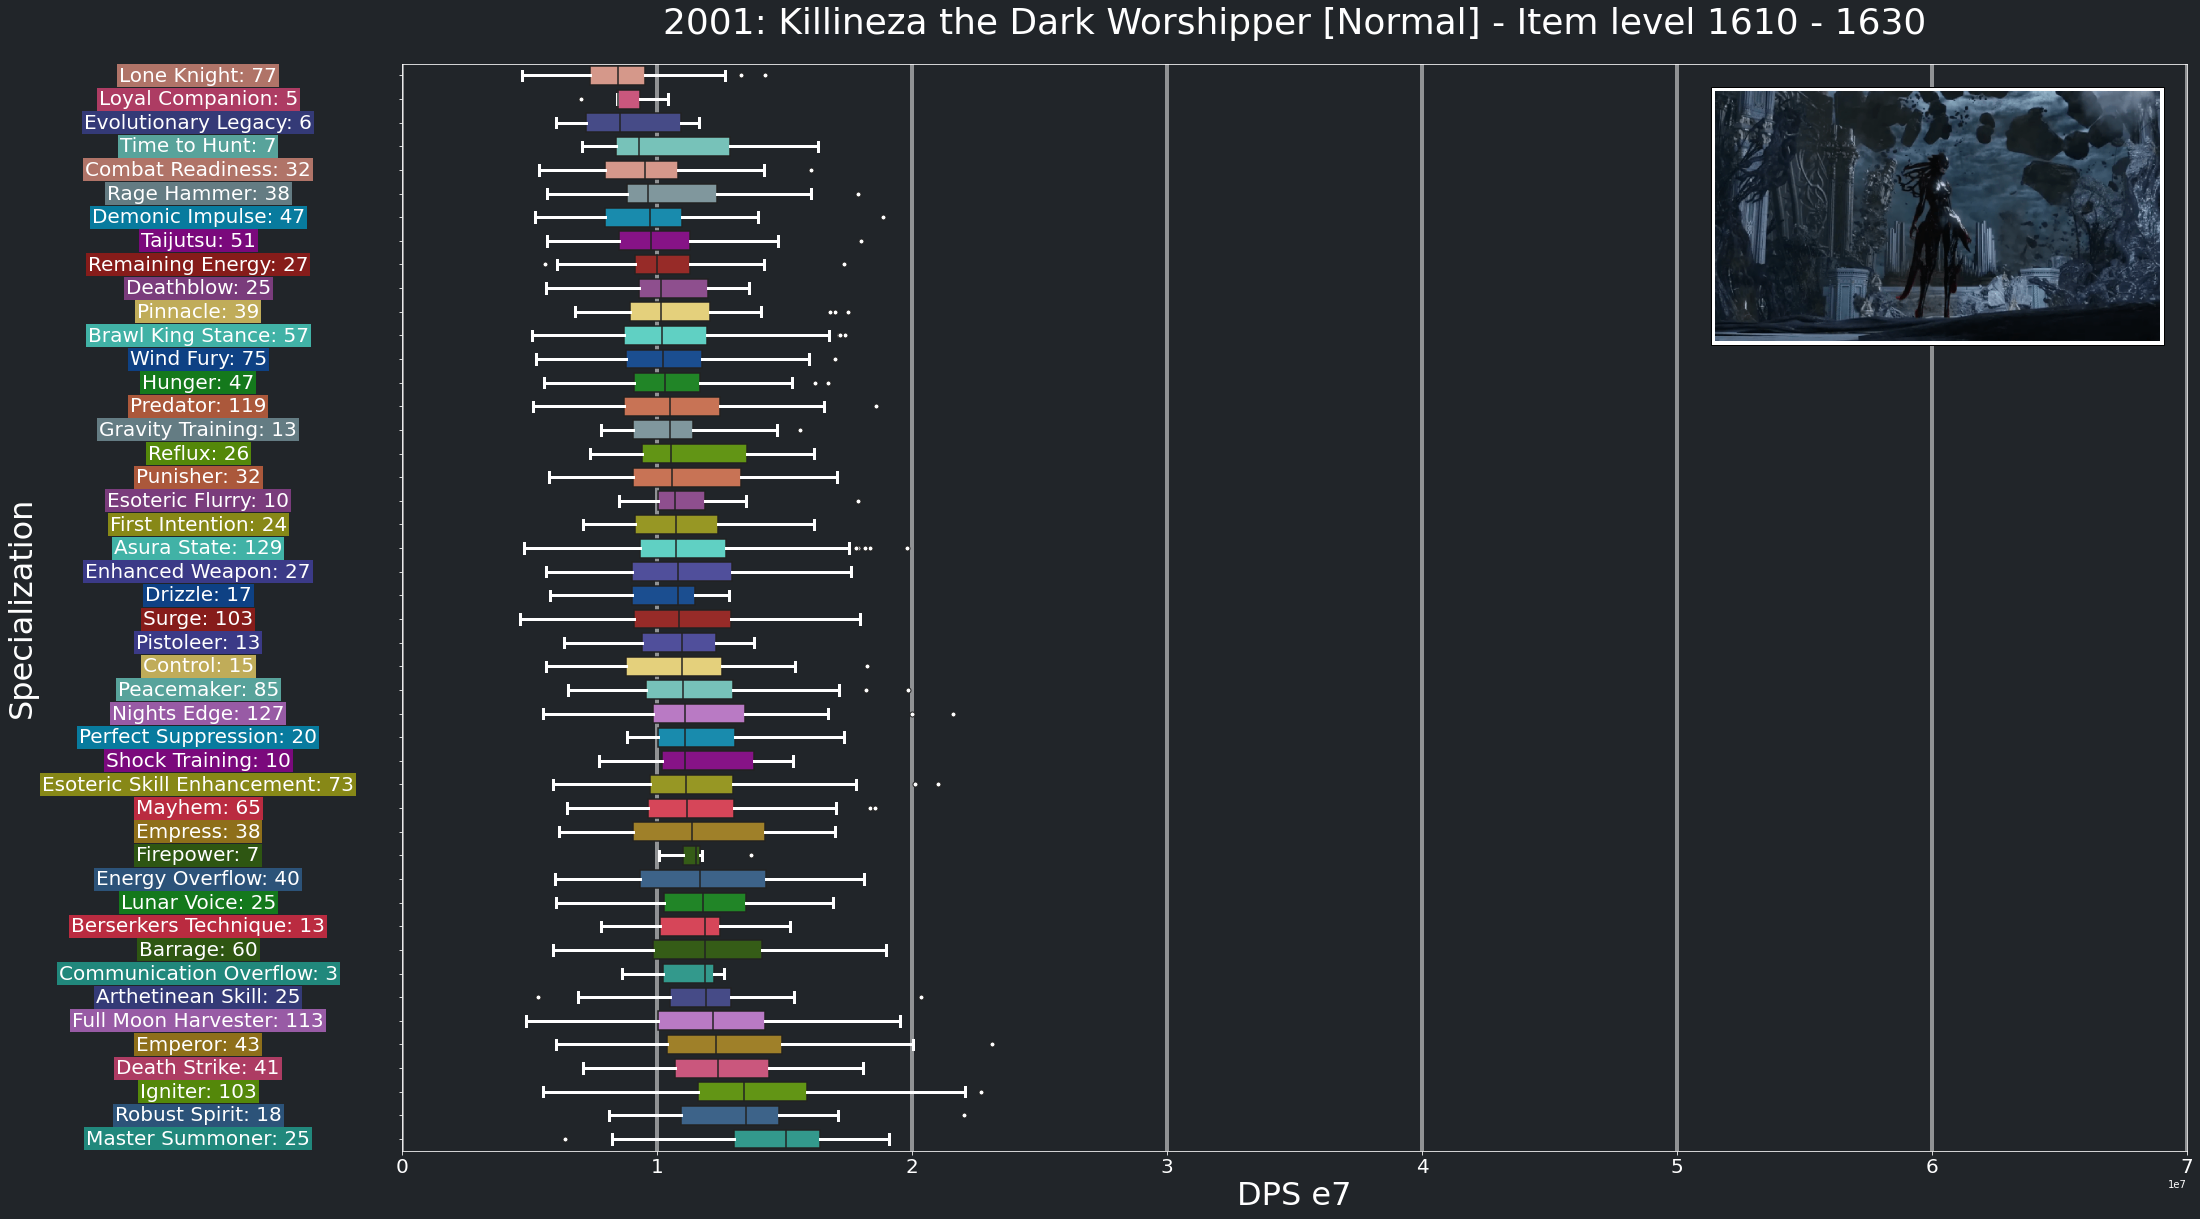 2001: Killineza the Dark Worshipper [Normal] - Item level 1610 - 1630
Specialization
Lone Knight: 77
Loyal Companion: 5
Evolutionary Legacy: 6
Time to Hunt: 7
Combat Readiness: 32
Rage Hammer: 38
Demonic Impulse: 47
Taijutsu: 51
Remaining Energy: 27
Deathblow: 25
Pinnacle: 39
Brawl King Stance: 57
Wind Fury: 75
Hunger: 47
Predator: 119
Gravity Training: 13
Reflux: 26
Punisher: 32
Esoteric Flurry: 10
First Intention: 24
Asura State: 129
Enhanced Weapon: 27
Drizzle: 17
Surge: 103
Pistoleer: 13
Control: 15
Peacemaker: 85
Nights Edge: 127
Perfect Suppression: 20
Shock Training: 10
Esoteric Skill Enhancement: 73
Mayhem: 65
Empress: 38
Firepower: 7
Energy Overflow: 40
Lunar Voice: 25
Berserkers Technique: 13
Barrage: 60
Communication Overflow: 3
Arthetinean Skill: 25
Full Moon Harvester: 113
Emperor: 43
Death Strike: 41
Igniter: 103
Robust Spirit: 18
Master Summoner: 25
0 1 2 3 4 5 6 7
1e7
DPS e7